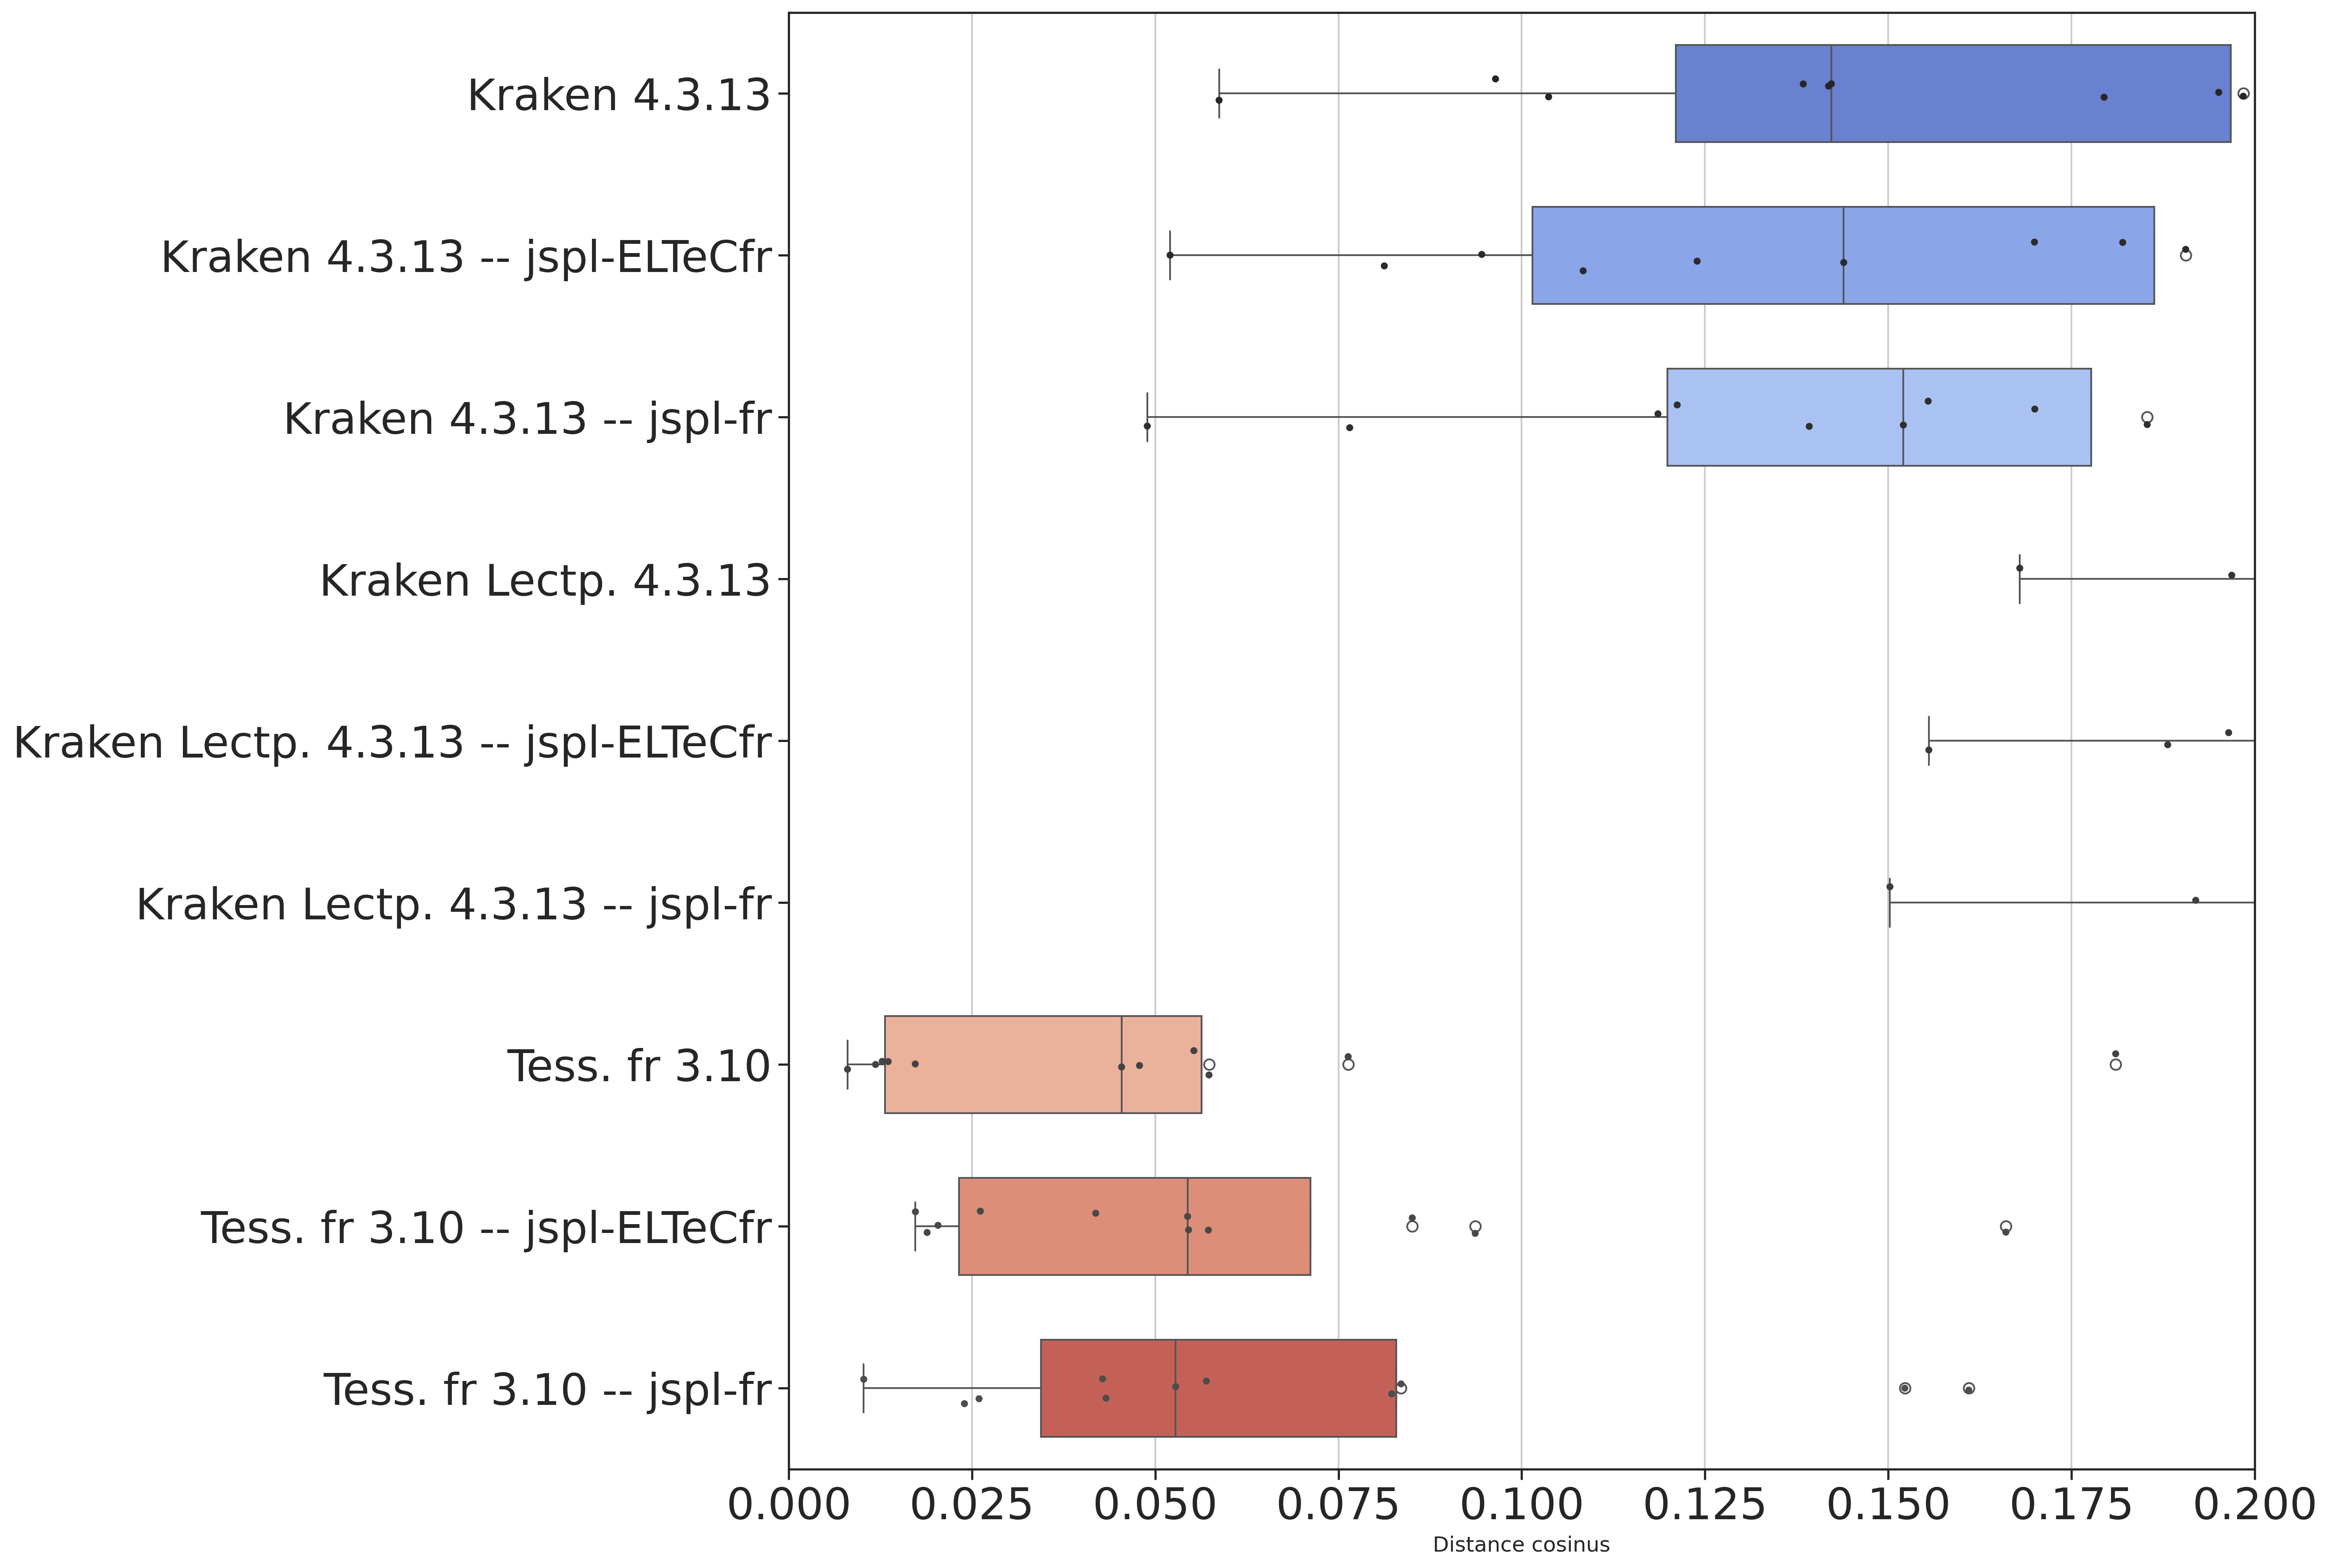 Kraken 4.3.13
Kraken 4.3.13 -- jspl-ELTeCfr
Kraken 4.3.13 -- jspl-fr
Kraken Lectp. 4.3.13
Kraken Lectp. 4.3.13 -- jspl-ELTeCfr
Kraken Lectp. 4.3.13 -- jspl-fr
Tess. fr 3.10
Tess. fr 3.10 -- jspl-ELTeCfr
Tess. fr 3.10 -- jspl-fr
0.000 0.025 0.050 0.075 0.100 0.125 0.150 0.175 0.200
Distance cosinus